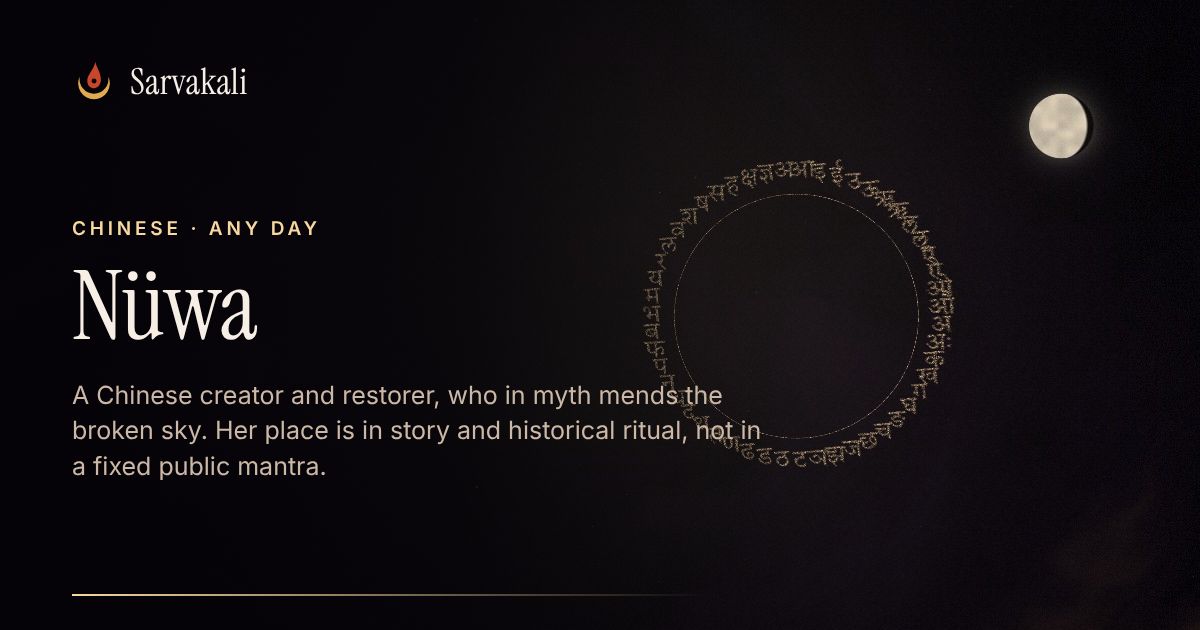 Sarvakali
CHINESE · ANY DAY
Nüwa
A Chinese creator and restorer, who in myth mends the
broken sky. Her place is in story and historical ritual, not in
a fixed public mantra.